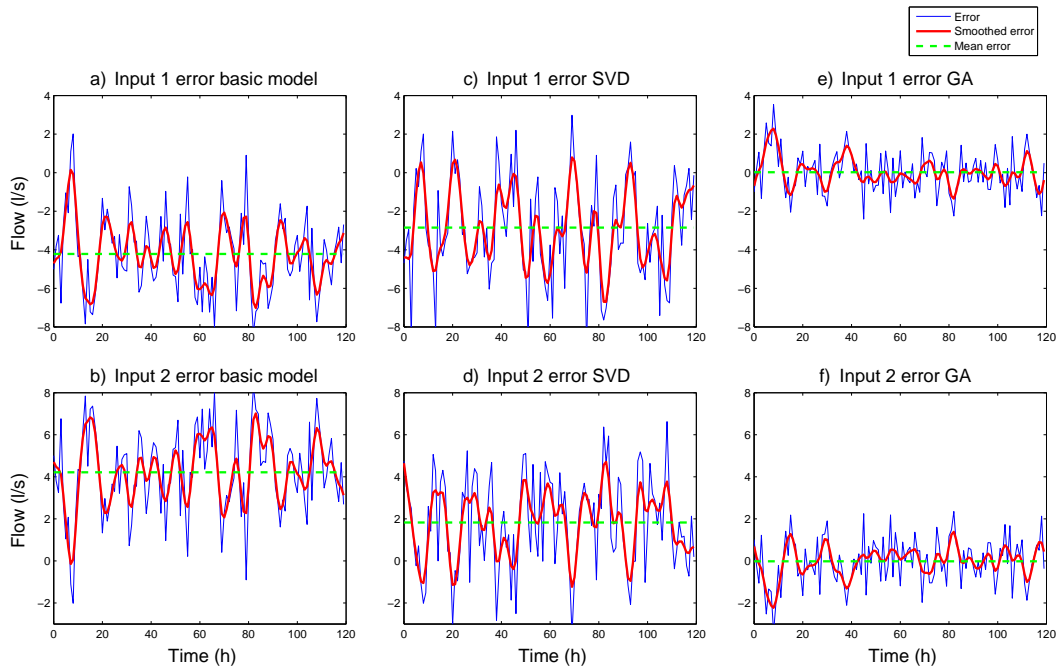 Error
Smoothed error
Mean error
a) Input 1 error basic model
c) Input 1 error SVD
e) Input 1 error GA
Flow (l/s)
4
2
0
−2
−4
−6
−8
0 20 40 60 80 100 120
4
2
0
−2
−4
−6
−8
0 20 40 60 80 100 120
4
2
0
−2
−4
−6
−8
0 20 40 60 80 100 120
b) Input 2 error basic model
d) Input 2 error SVD
f) Input 2 error GA
Flow (l/s)
8
6
4
2
0
−2
0 20 40 60 80 100 120
Time (h)
8
6
4
2
0
−2
0 20 40 60 80 100 120
Time (h)
8
6
4
2
0
−2
0 20 40 60 80 100 120
Time (h)